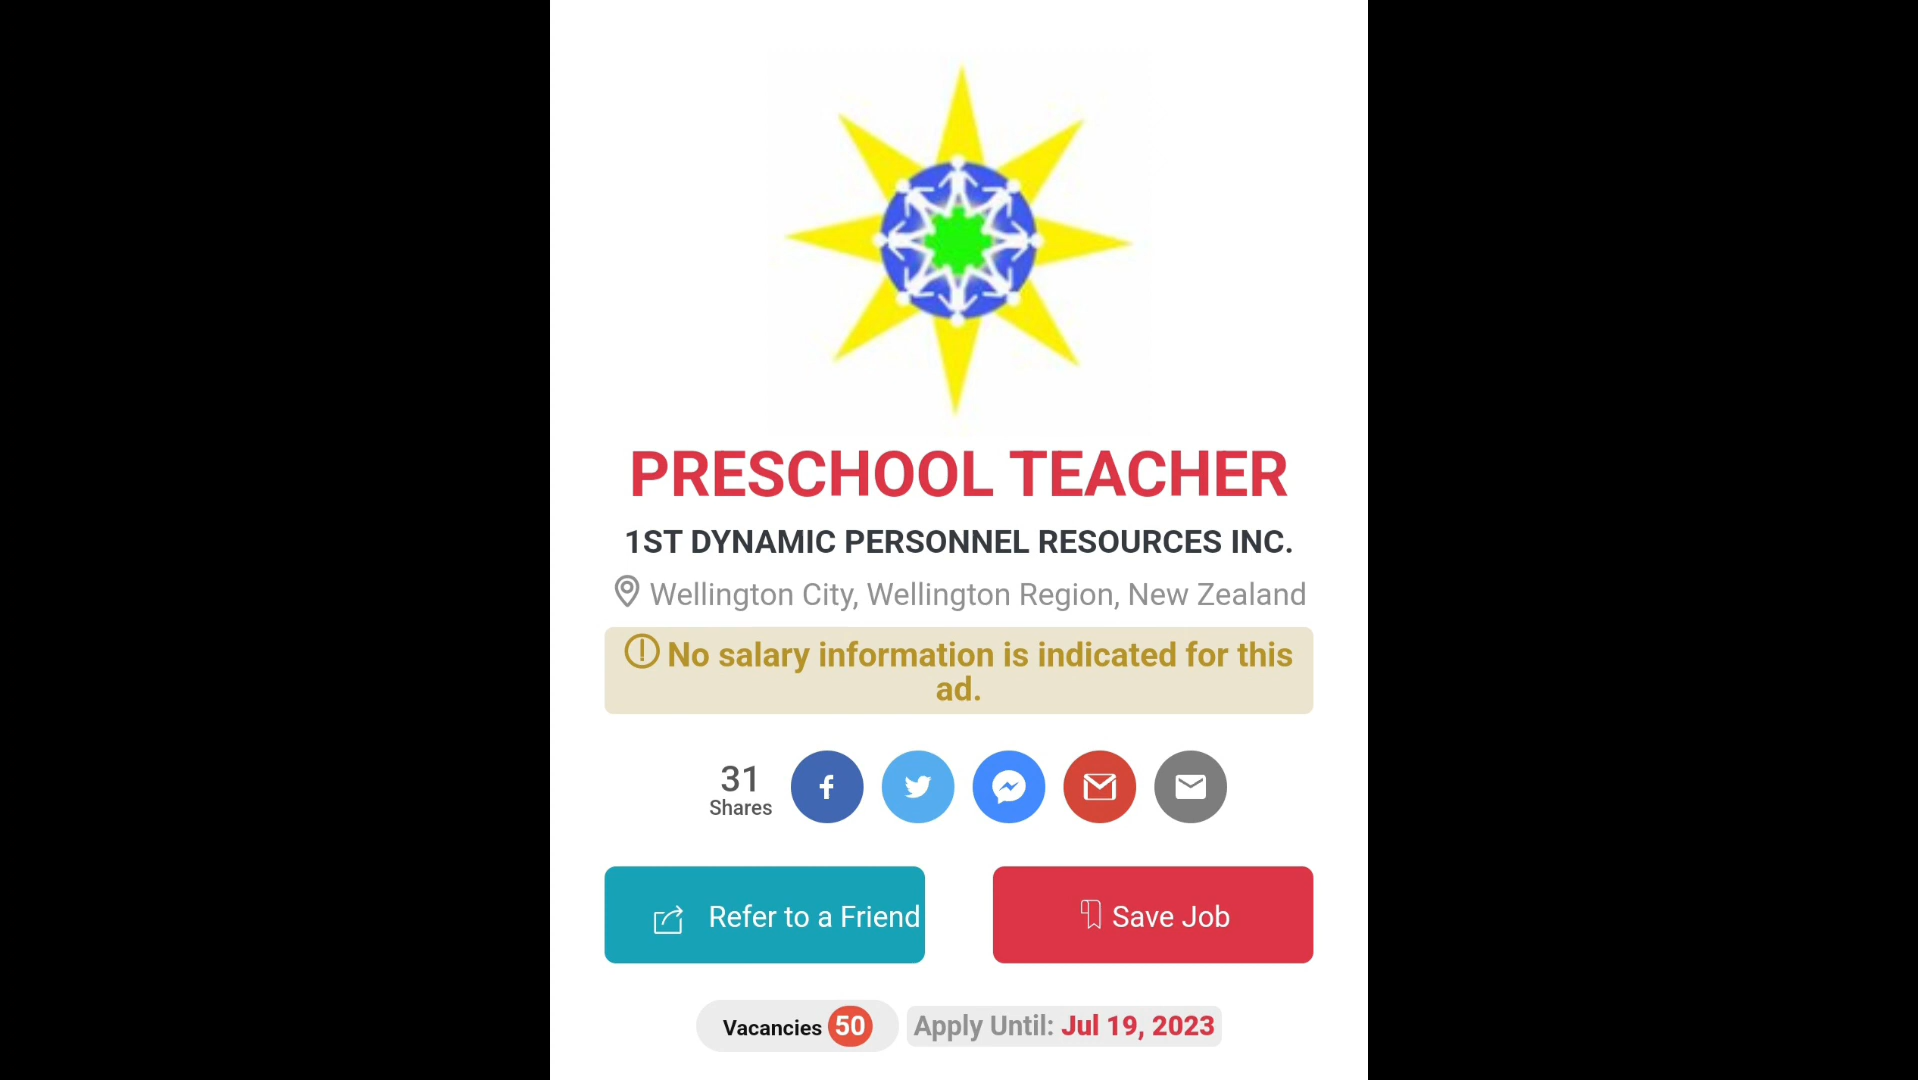 PRESCHOOL TEACHER
1ST DYNAMIC PERSONNEL RESOURCES INC.
Wellington City, Wellington Region, New Zealand
No salary information is indicated for this
ad.
31
Shares
Refer to a Friend
Save Job
Vacancies 50 Apply Until: Jul 19, 2023